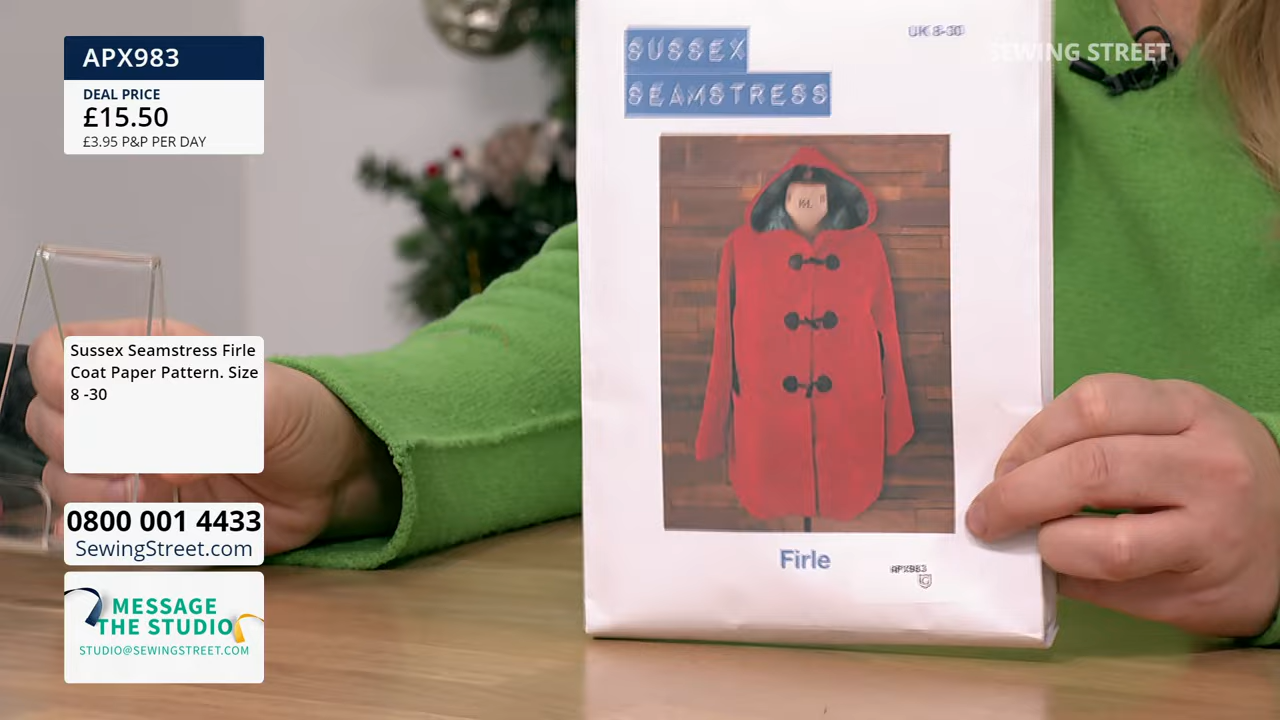 APX983
DEAL PRICE
£15.50
£3.95 P&P PER DAY
Sussex Seamstress Firle
Coat Paper Pattern. Size
8 -30
0800 001 4433
SewingStreet.com
MESSAGE
THE STUDIO
STUDIO@SEWINGSTREET.COM
SUSSEX
SEAMSTRESS
UK 8-30
SEWING STREET
Firle
APX983